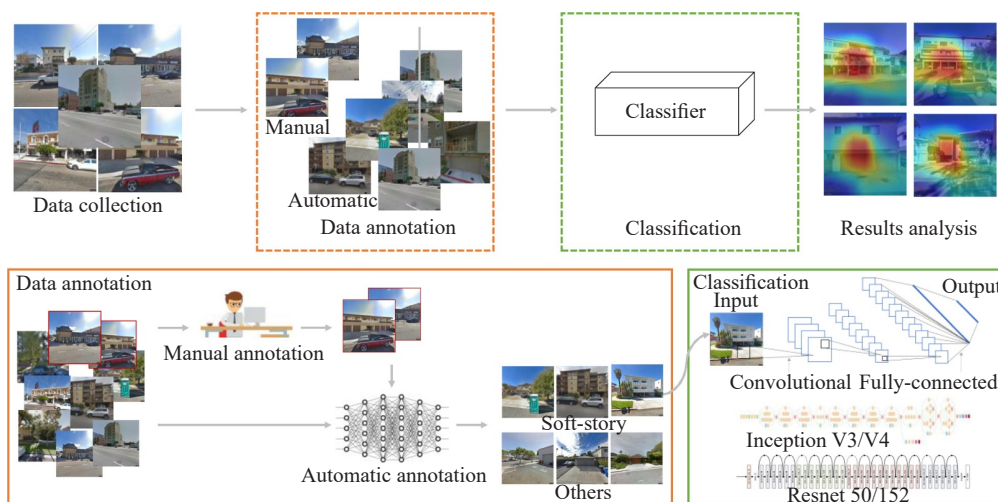 Data collection
Manual
Automatic
Data annotation
Classifier
Classification
Results analysis
Data annotation
Manual annotation
Automatic annotation
Soft-story
Others
Classification
Input
Output
Convolutional
Fully-connected
Inception V3/V4
Resnet 50/152